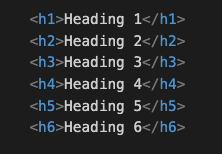 <h1>Heading 1</h1>
<h2>Heading 2</h2>
<h3>Heading 3</h3>
<h4>Heading 4</h4>
<h5>Heading 5</h5>
<h6>Heading 6</h6>